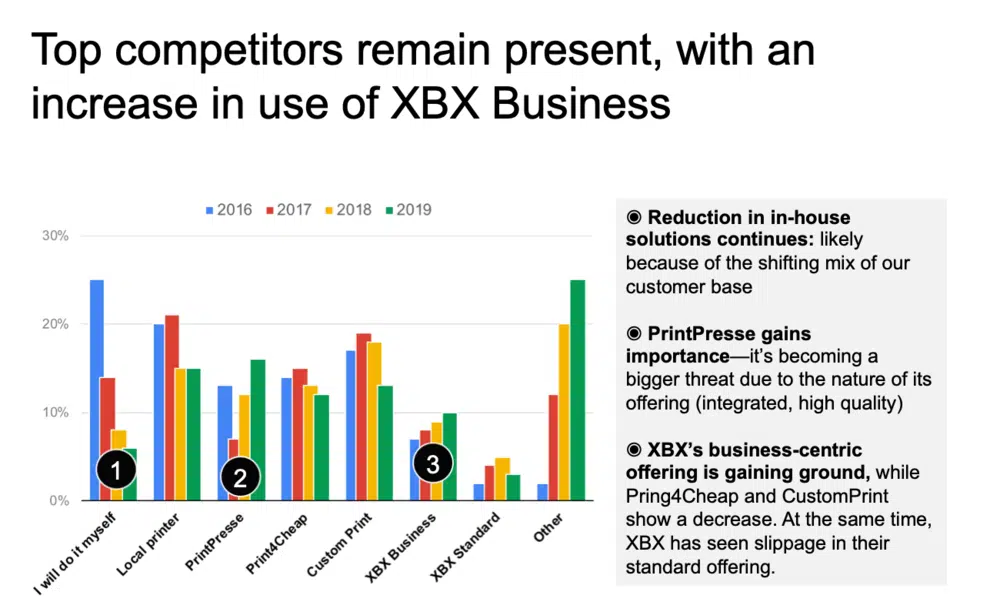 Top competitors remain present, with an
increase in use of XBX Business
2016 2017 2018 2019
30%
20%
10%
0%
1
2
3
I will do it myself
Local printer
PrintPresse
Print4Cheap
Custom Print
XBX Business
XBX Standard
Other
◉ Reduction in in-house
solutions continues: likely
because of the shifting mix of our
customer base
◉ PrintPresse gains
importance—it’s becoming a
bigger threat due to the nature of its
offering (integrated, high quality)
◉ XBX’s business-centric
offering is gaining ground, while
Pring4Cheap and CustomPrint
show a decrease. At the same time,
XBX has seen slippage in their
standard offering.